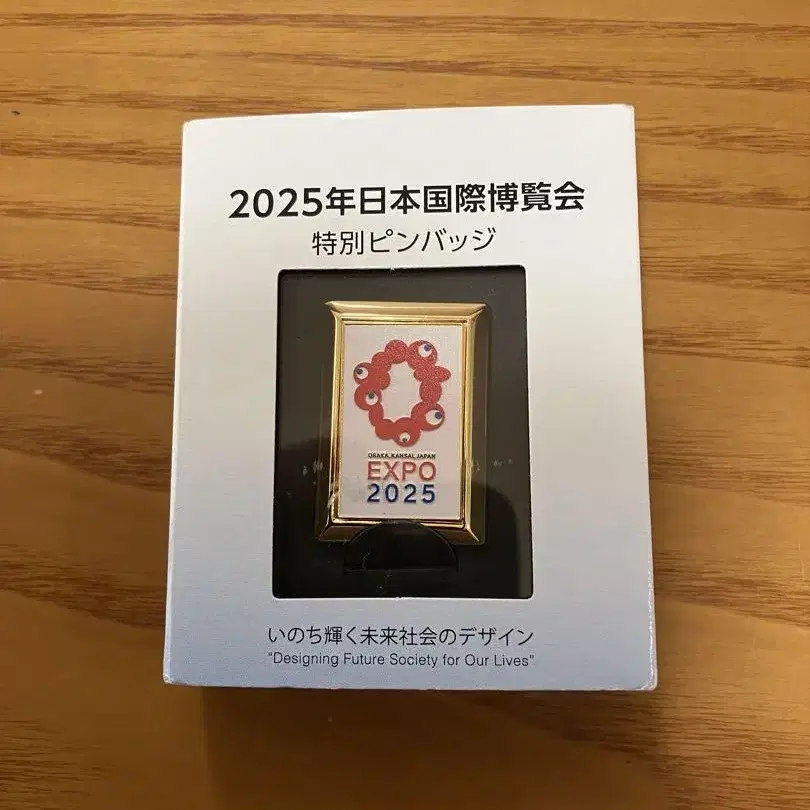 2025年日本国際博覧会
特別ピンバッジ
OSAKA, KANSAI, JAPAN
EXPO
2025
いのち輝く未来社会のデザイン
"Designing Future Society for Our Lives"